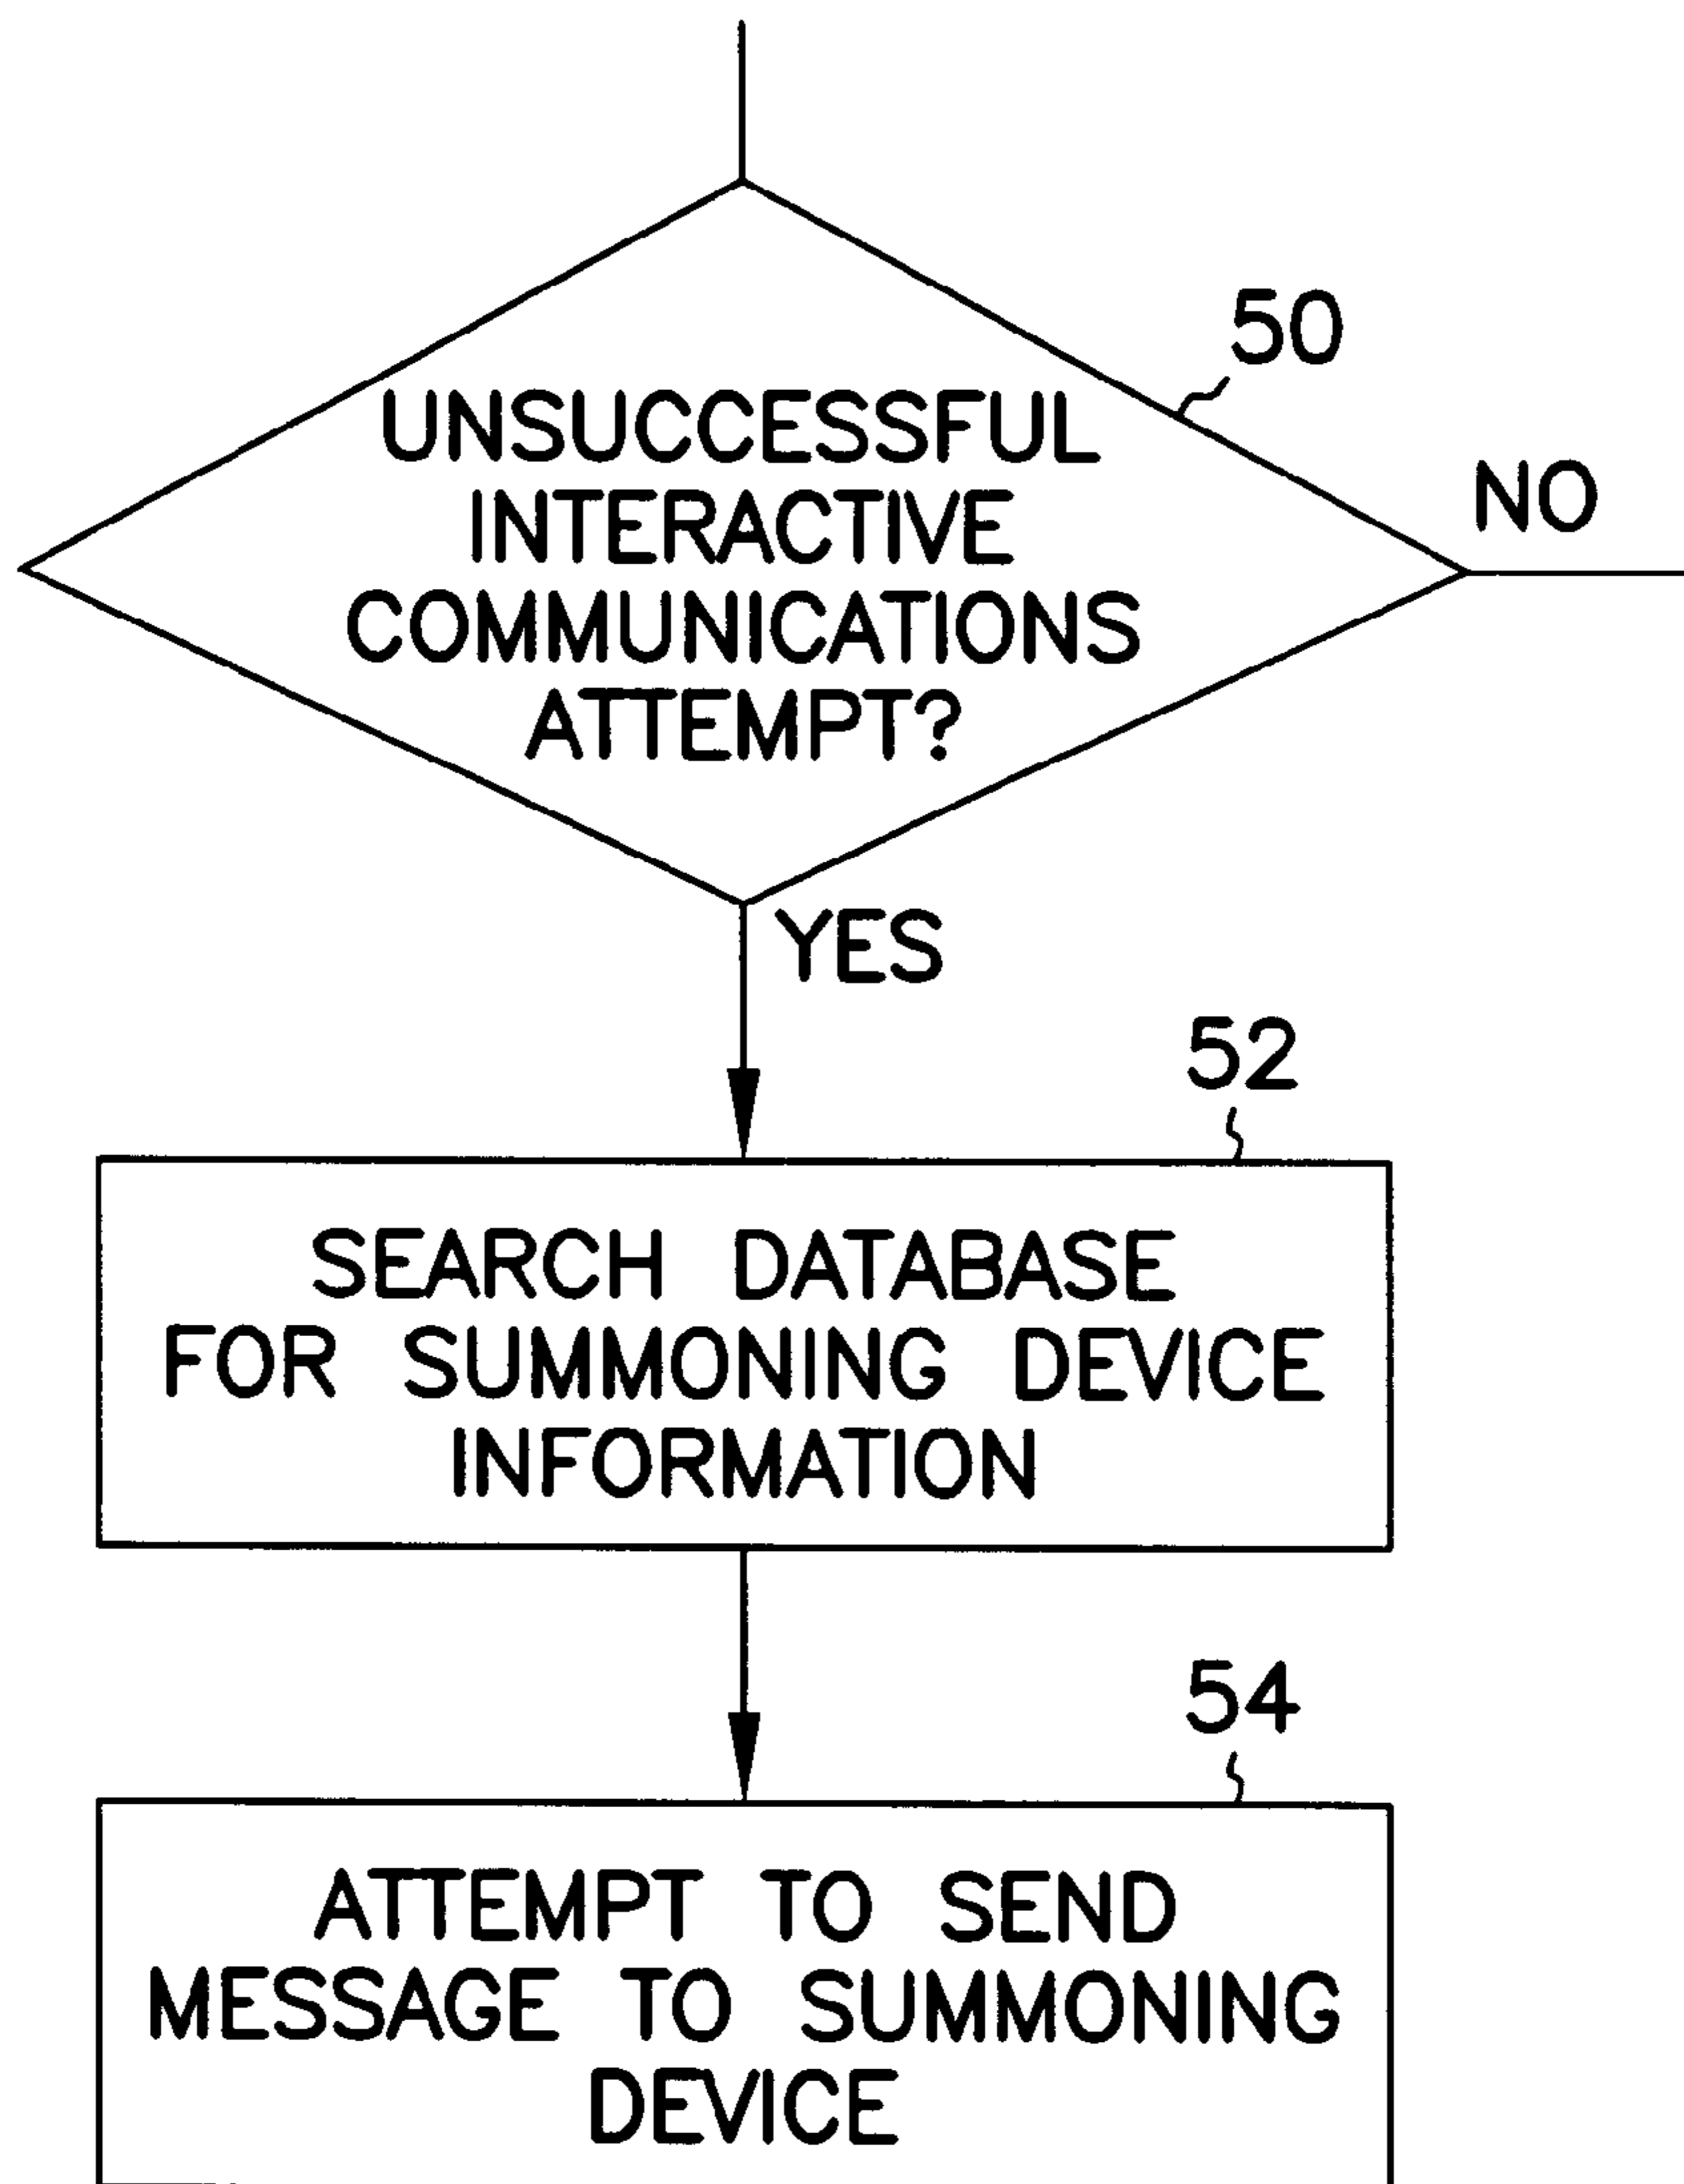 50
UNSUCCESSFUL
INTERACTIVE
COMMUNICATIONS
ATTEMPT?
NO
YES
52
SEARCH DATABASE
FOR SUMMONING DEVICE
INFORMATION
54
ATTEMPT TO SEND
MESSAGE TO SUMMONING
DEVICE